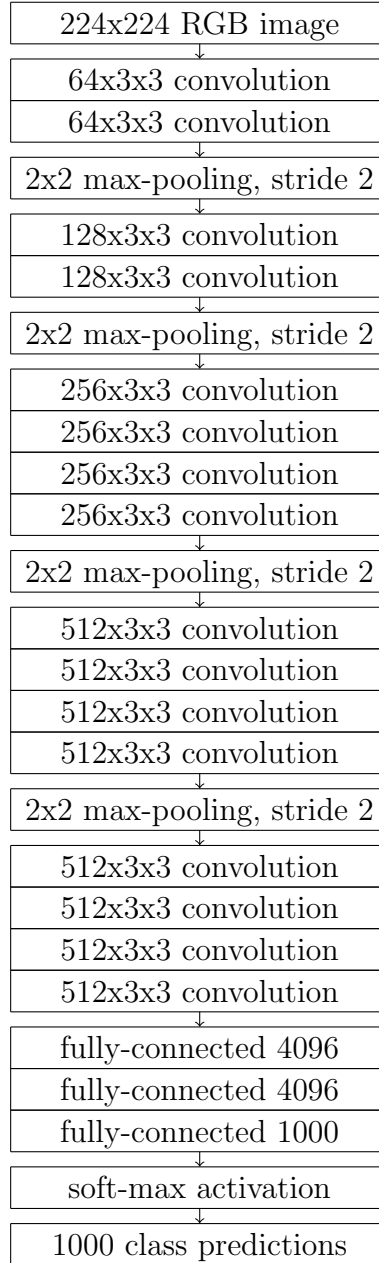 224x224 RGB image
64x3x3 convolution
64x3x3 convolution
2x2 max-pooling, stride 2
128x3x3 convolution
128x3x3 convolution
2x2 max-pooling, stride 2
256x3x3 convolution
256x3x3 convolution
256x3x3 convolution
256x3x3 convolution
2x2 max-pooling, stride 2
512x3x3 convolution
512x3x3 convolution
512x3x3 convolution
512x3x3 convolution
2x2 max-pooling, stride 2
512x3x3 convolution
512x3x3 convolution
512x3x3 convolution
512x3x3 convolution
fully-connected 4096
fully-connected 4096
fully-connected 1000
soft-max activation
1000 class predictions